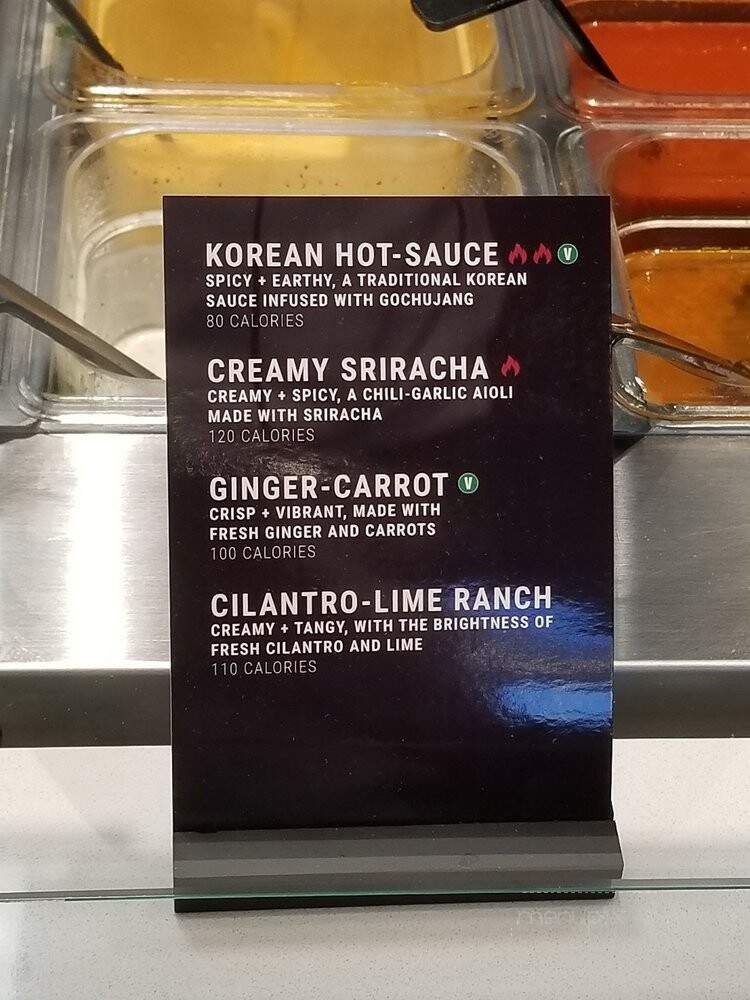 KOREAN HOT-SAUCE V
SPICY + EARTHY, A TRADITIONAL KOREAN
SAUCE INFUSED WITH GOCHUJANG
80 CALORIES
CREAMY SRIRACHA
CREAMY + SPICY, A CHILI-GARLIC AIOLI
MADE WITH SRIRACHA
120 CALORIES
GINGER-CARROT V
CRISP + VIBRANT, MADE WITH
FRESH GINGER AND CARROTS
100 CALORIES
CILANTRO-LIME RANCH
CREAMY + TANGY, WITH THE BRIGHTNESS OF
FRESH CILANTRO AND LIME
110 CALORIES